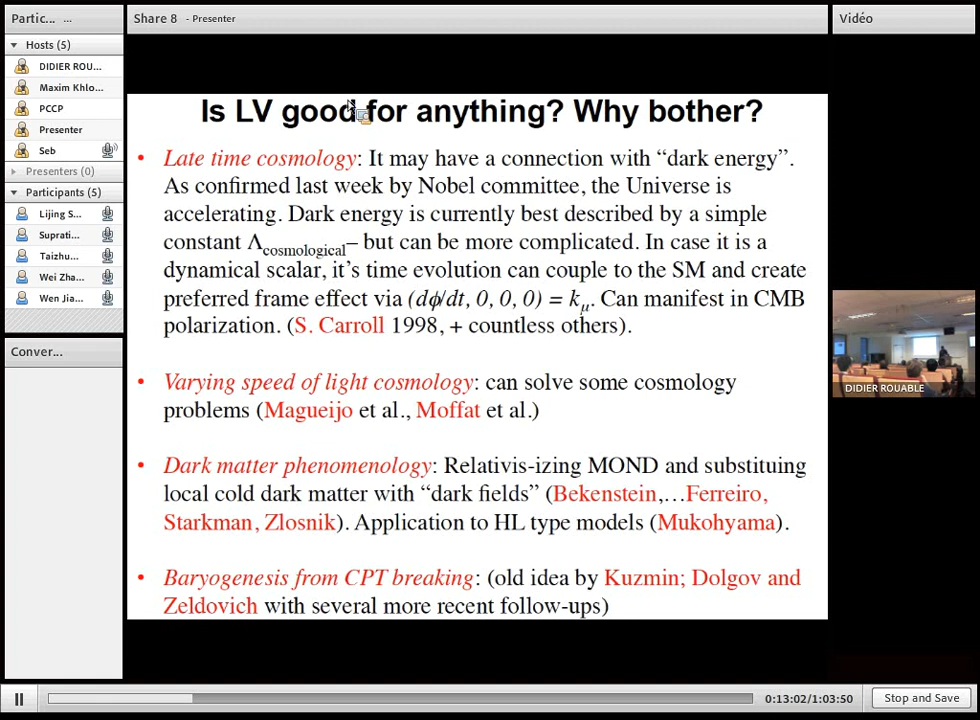 Partic... ...
Hosts (5)
DIDIER ROU...
Maxim Khlo...
PCCP
Presenter
Seb
Presenters (0)
Participants (5)
Lijing S...
Suprati...
Taizhu...
Wei Zha...
Wen Jia...
Conver...
Share 8 - Presenter
Is LV good for anything? Why bother?
• Late time cosmology: It may have a connection with “dark energy”.
As confirmed last week by Nobel committee, the Universe is
accelerating. Dark energy is currently best described by a simple
constant Λcosmological– but can be more complicated. In case it is a
dynamical scalar, it’s time evolution can couple to the SM and create
preferred frame effect via (dϕ/dt, 0, 0, 0) = kμ. Can manifest in CMB
polarization. (S. Carroll 1998, + countless others).
• Varying speed of light cosmology: can solve some cosmology
problems (Magueijo et al., Moffat et al.)
• Dark matter phenomenology: Relativis-izing MOND and substituing
local cold dark matter with “dark fields” (Bekenstein,…Ferreiro,
Starkman, Zlosnik). Application to HL type models (Mukohyama).
• Baryogenesis from CPT breaking: (old idea by Kuzmin; Dolgov and
Zeldovich with several more recent follow-ups)
Vidéo
DIDIER ROUABLE
0:13:02/1:03:50
Stop and Save